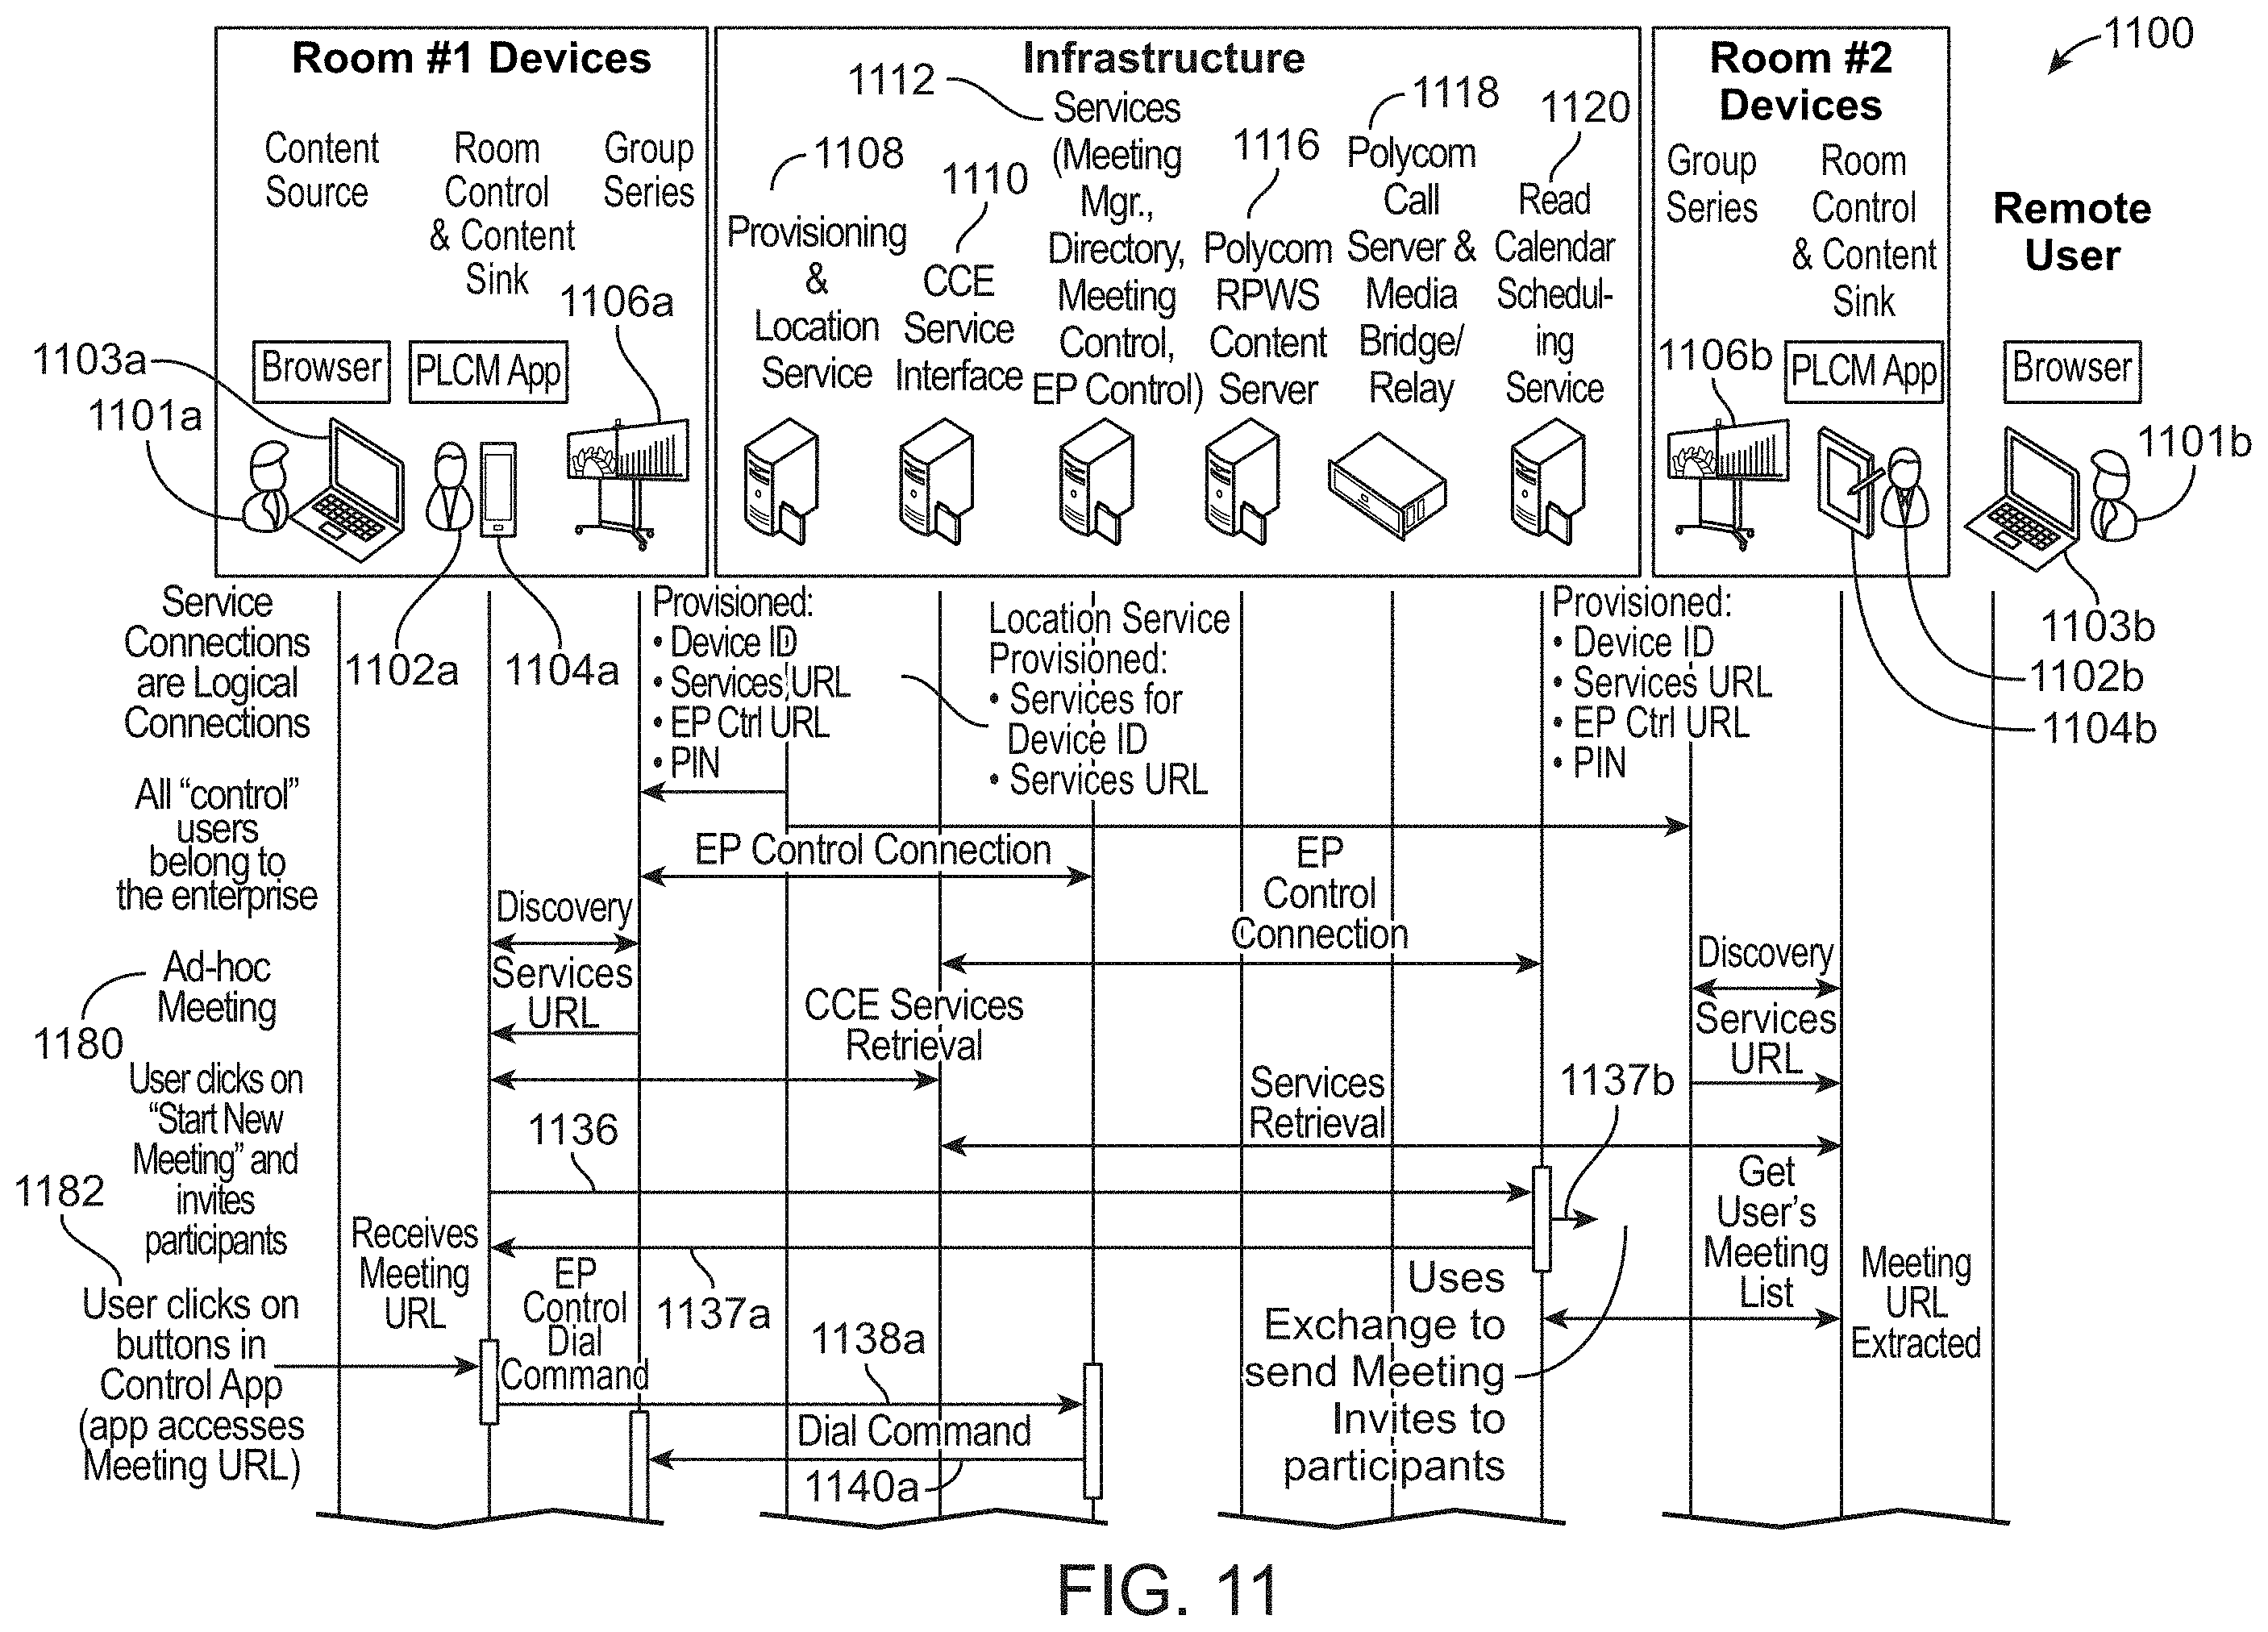 1100
Room #1 Devices
Content
Source
Room
Control
& Content
Sink
Group
Series
1106a
1103a
Browser
PLCM App
1101a
1102a
1104a
Infrastructure
1112
Services
(Meeting
Mgr.,
Directory,
Meeting
Control,
EP Control)
1108
Provisioning
&
Location
Service
1110
CCE
Service
Interface
1116
Polycom
RPWS
Content
Server
1118
Polycom
Call
Server &
Media
Bridge/
Relay
1120
Read
Calendar
Schedul-
ing
Service
Room #2
Devices
Group
Series
Room
Control
& Content
Sink
1106b
PLCM App
Remote
User
Browser
1101b
1103b
1102b
1104b
Service
Connections
are Logical
Connections
Provisioned:
• Device ID
• Services URL
• EP Ctrl URL
• PIN
Location Service
Provisioned:
• Services for
Device ID
• Services URL
Provisioned:
• Device ID
• Services URL
• EP Ctrl URL
• PIN
All “control”
users
belong to
the enterprise
EP Control Connection
EP
Control
Connection
Discovery
Services
URL
Discovery
Services
URL
Ad-hoc
Meeting
1180
CCE Services
Retrieval
Services
Retrieval
1137b
User clicks on
“Start New
Meeting” and
invites
participants
1136
1182
Receives
Meeting
URL
1137a
Get
User’s
Meeting
List
Meeting
URL
Extracted
User clicks on
buttons in
Control App
(app accesses
Meeting URL)
EP
Control
Dial
Command
1138a
Dial Command
1140a
Uses
Exchange to
send Meeting
Invites to
participants
FIG. 11